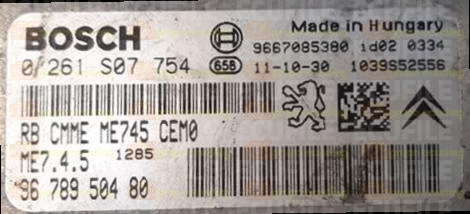 BOSCH
Made in Hungary
9667085380 id02 0334
0 261 S07 754
658
11-10-30 1039S52556
RB CMME ME745 CEM0
ME7.4.5 1285
96 789 504 80